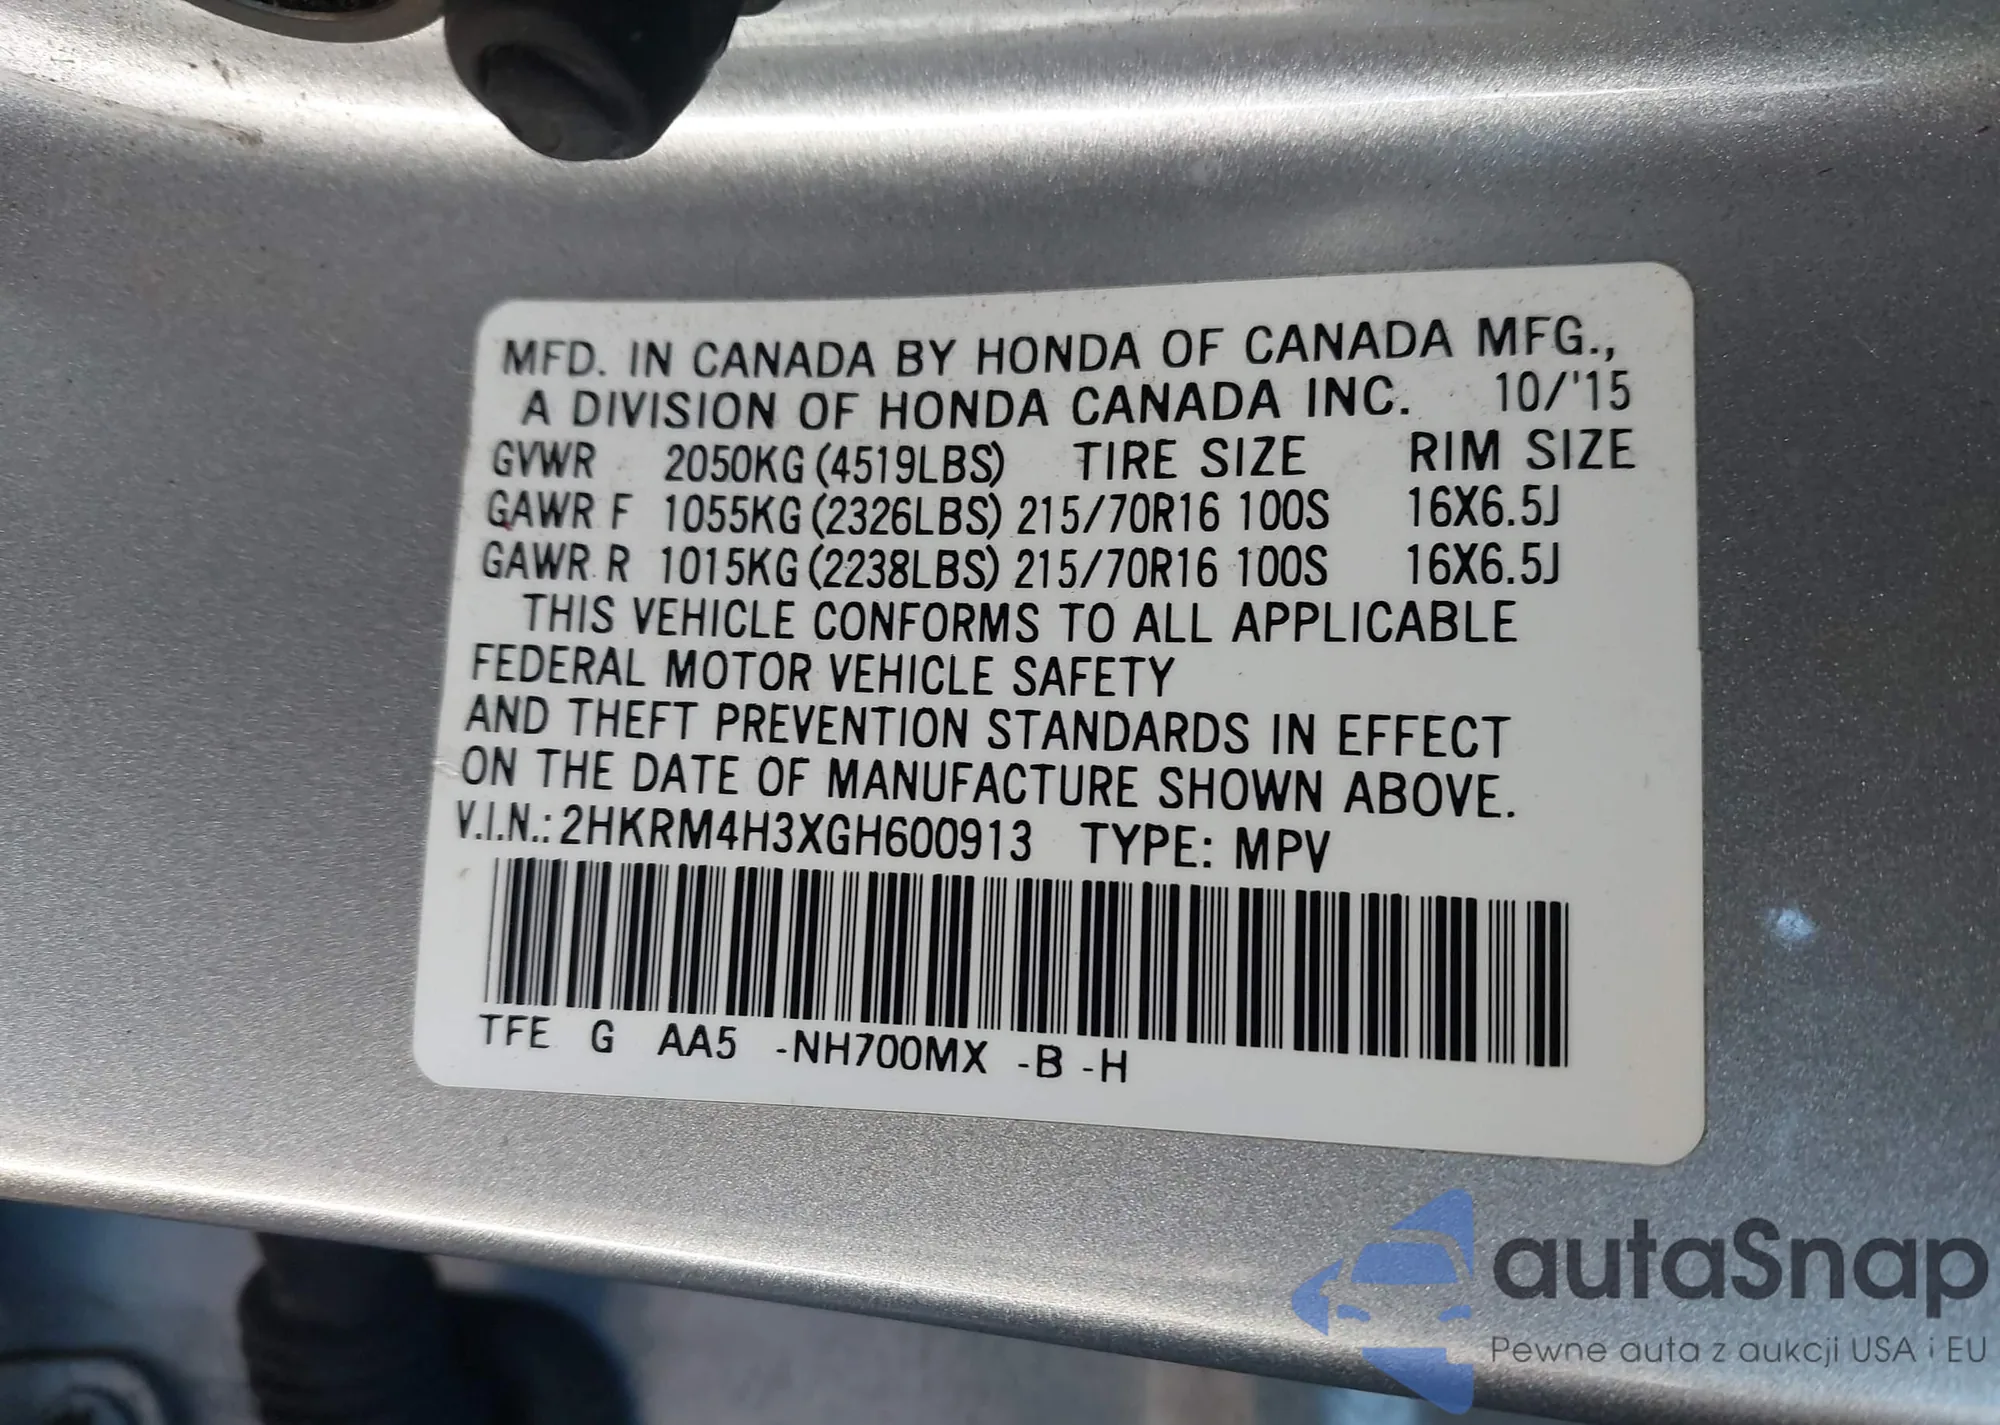 MFD. IN CANADA BY HONDA OF CANADA MFG.,
A DIVISION OF HONDA CANADA INC. 10/'15
GVWR 2050KG (4519LBS) TIRE SIZE RIM SIZE
GAWR F 1055KG (2326LBS) 215/70R16 100S 16X6.5J
GAWR R 1015KG (2238LBS) 215/70R16 100S 16X6.5J
THIS VEHICLE CONFORMS TO ALL APPLICABLE
FEDERAL MOTOR VEHICLE SAFETY
AND THEFT PREVENTION STANDARDS IN EFFECT
ON THE DATE OF MANUFACTURE SHOWN ABOVE.
V.I.N.: 2HKRM4H3XGH600913 TYPE: MPV
TFE G AA5 -NH700MX -B -H
autaSnap
Pewne auta z aukcji USA i EU